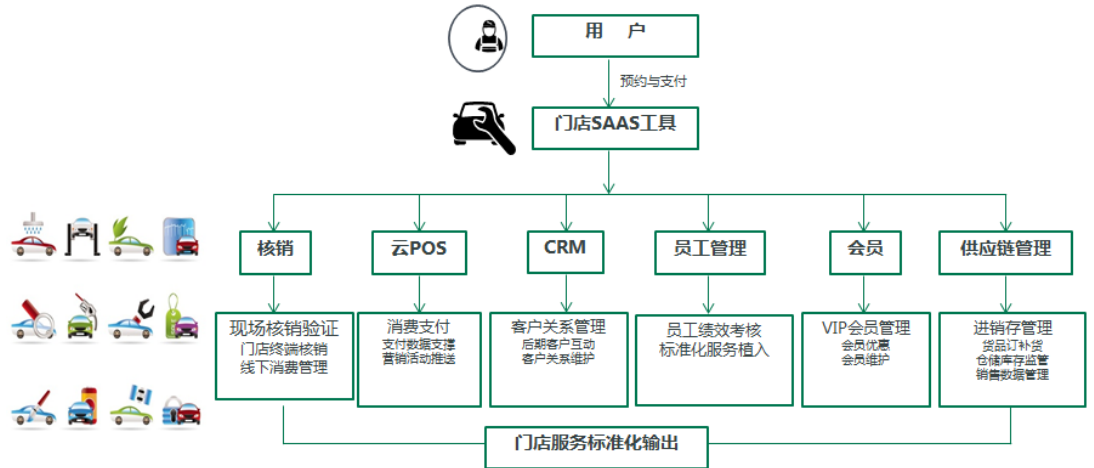 用 户
预约与支付
门店SAAS工具
核销
云POS
CRM
员工管理
会员
供应链管理
现场核销验证
门店终端核销
线下消费管理
消费支付
支付数据支撑
营销活动推送
客户关系管理
后期客户互动
客户关系维护
员工绩效考核
标准化服务植入
VIP会员管理
会员优惠
会员维护
进销存管理
货品订补货
仓储库存监管
销售数据管理
门店服务标准化输出